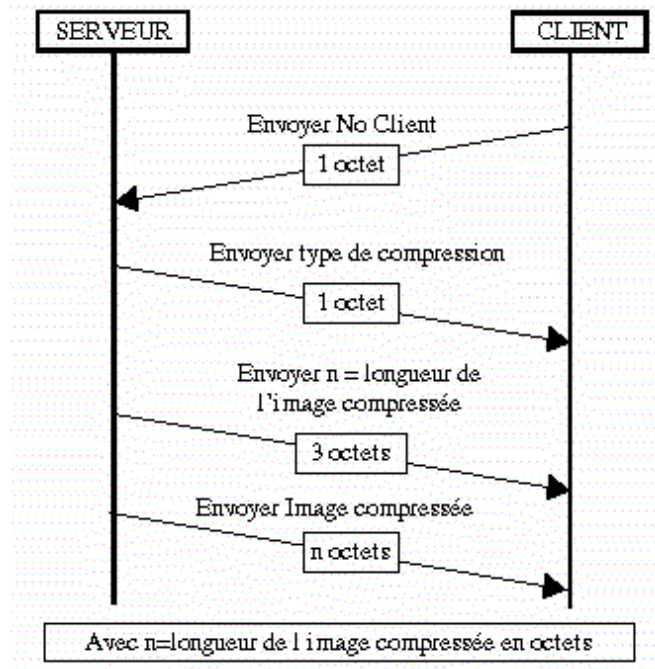 SERVEUR
CLIENT
Envoyer No Client
1 octet
Envoyer type de compression
1 octet
Envoyer n = longueur de
l'image compressée
3 octets
Envoyer Image compressée
n octets
Avec n=longueur de l image compressée en octets